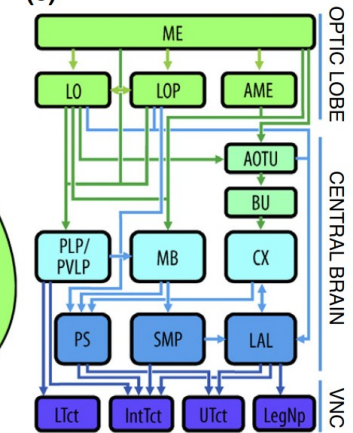 ME
LO
LOP
AME
AOTU
BU
PLP/
PVLP
MB
CX
PS
SMP
LAL
LTct
IntTct
UTct
LegNp
OPTIC LOBE
CENTRAL BRAIN
VNC